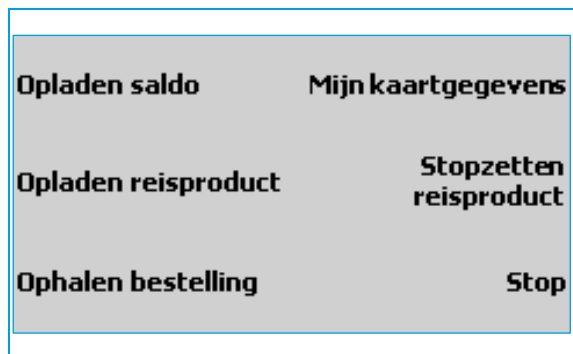 Opladen saldo
Mijn kaartgegevens
Opladen reisproduct
Stopzetten
reisproduct
Ophalen bestelling
Stop